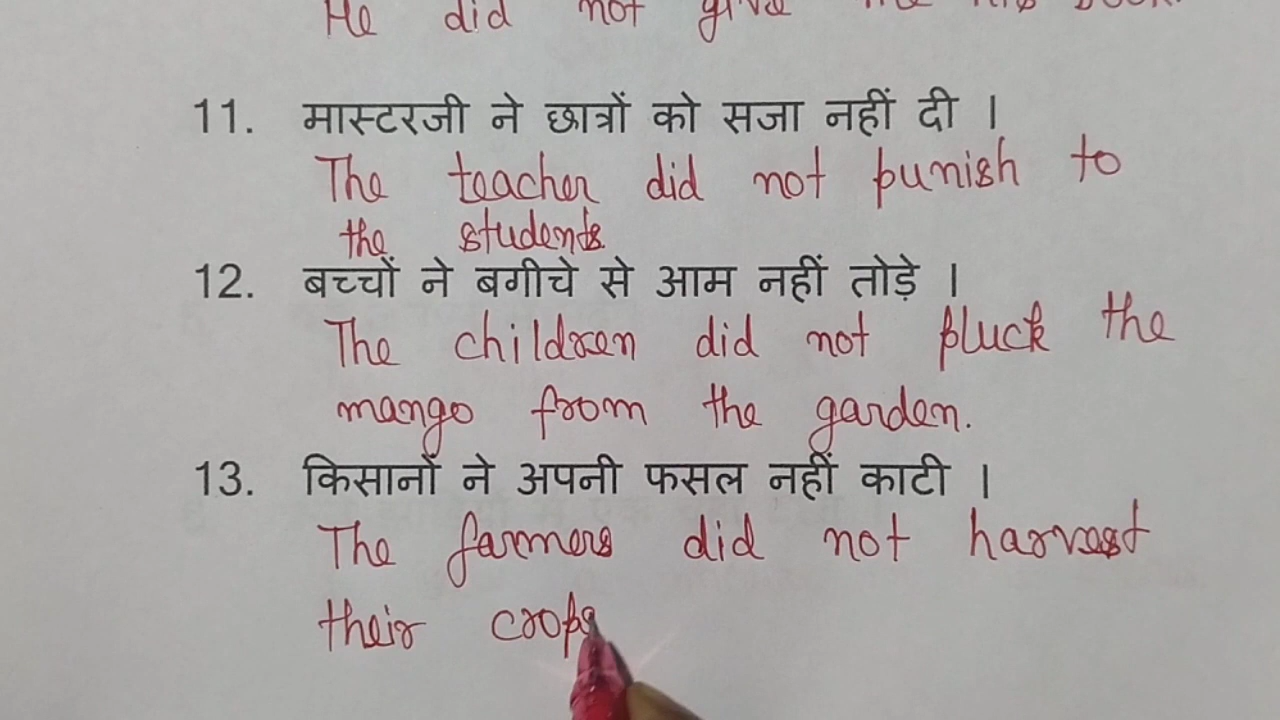 He did not give
11. मास्टरजी ने छात्रों को सजा नहीं दी ।
The teacher did not punish to
the students
12. बच्चों ने बगीचे से आम नहीं तोड़े ।
The children did not pluck the
mango from the garden.
13. किसानों ने अपनी फसल नहीं काटी ।
The farmers did not harvest
their crops